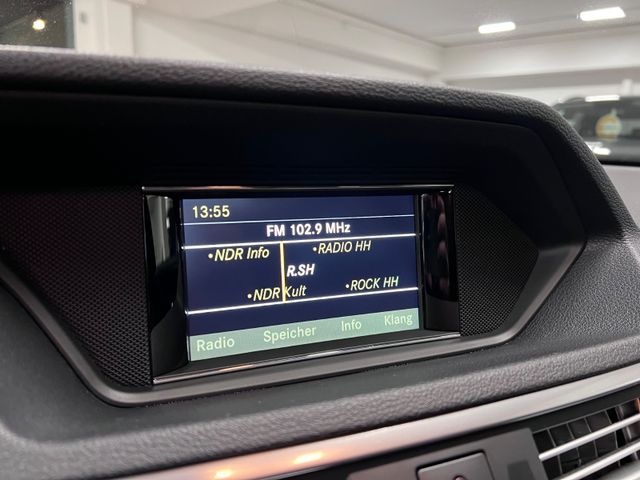 13:55
FM 102.9 MHz
•NDR Info •RADIO HH
R.SH
•NDR Kult •ROCK HH
Radio Speicher Info Klang